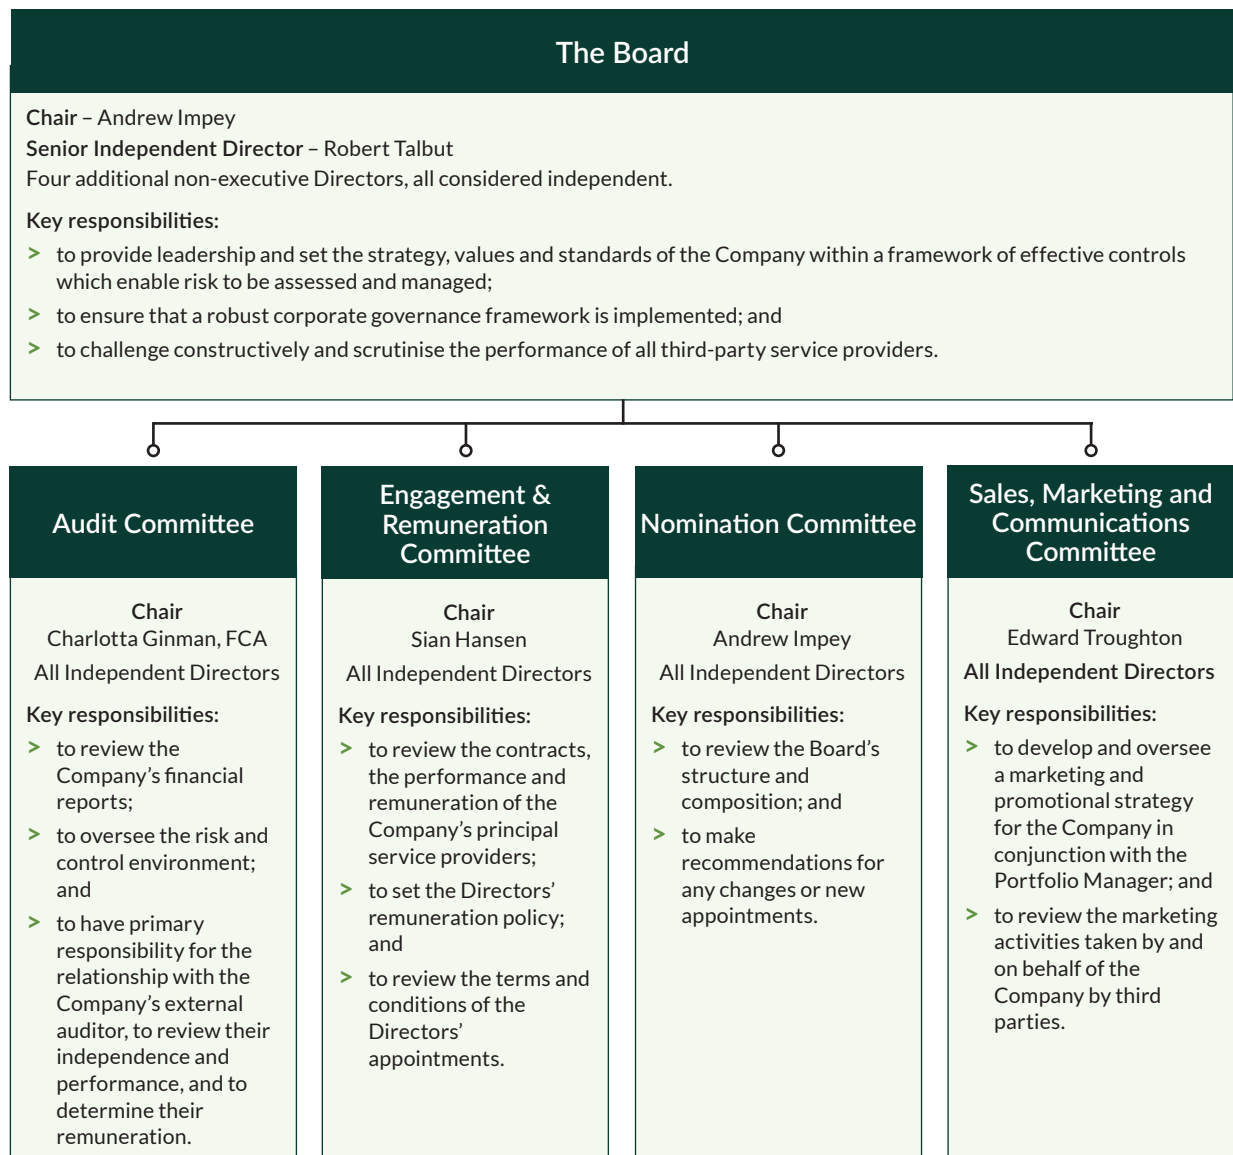 The Board
Chair – Andrew Impey
Senior Independent Director – Robert Talbut
Four additional non-executive Directors, all considered independent.
Key responsibilities:
> to provide leadership and set the strategy, values and standards of the Company within a framework of effective controls
which enable risk to be assessed and managed;
> to ensure that a robust corporate governance framework is implemented; and
> to challenge constructively and scrutinise the performance of all third-party service providers.
Audit Committee
Chair
Charlotta Ginman, FCA
All Independent Directors
Key responsibilities:
> to review the
Company’s financial
reports;
> to oversee the risk and
control environment;
and
> to have primary
responsibility for the
relationship with the
Company’s external
auditor, to review their
independence and
performance, and to
determine their
remuneration.
Engagement &
Remuneration
Committee
Chair
Sian Hansen
All Independent Directors
Key responsibilities:
> to review the contracts,
the performance and
remuneration of the
Company’s principal
service providers;
> to set the Directors’
remuneration policy;
and
> to review the terms and
conditions of the
Directors’
appointments.
Nomination Committee
Chair
Andrew Impey
All Independent Directors
Key responsibilities:
> to review the Board’s
structure and
composition; and
> to make
recommendations for
any changes or new
appointments.
Sales, Marketing and
Communications
Committee
Chair
Edward Troughton
All Independent Directors
Key responsibilities:
> to develop and oversee
a marketing and
promotional strategy
for the Company in
conjunction with the
Portfolio Manager; and
> to review the marketing
activities taken by and
on behalf of the
Company by third
parties.